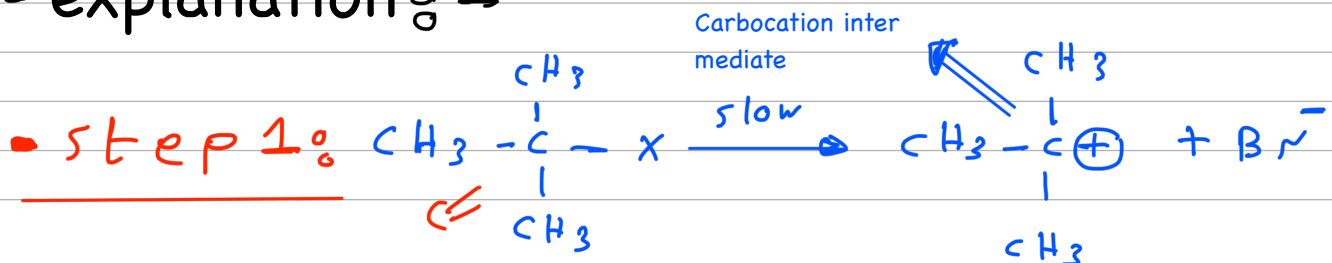 explanation:→
Carbocation inter
mediate
CH3 CH3
• step 1: CH3 - C - X slow → CH3 - C ⊕ + Br⁻
CH3 CH3